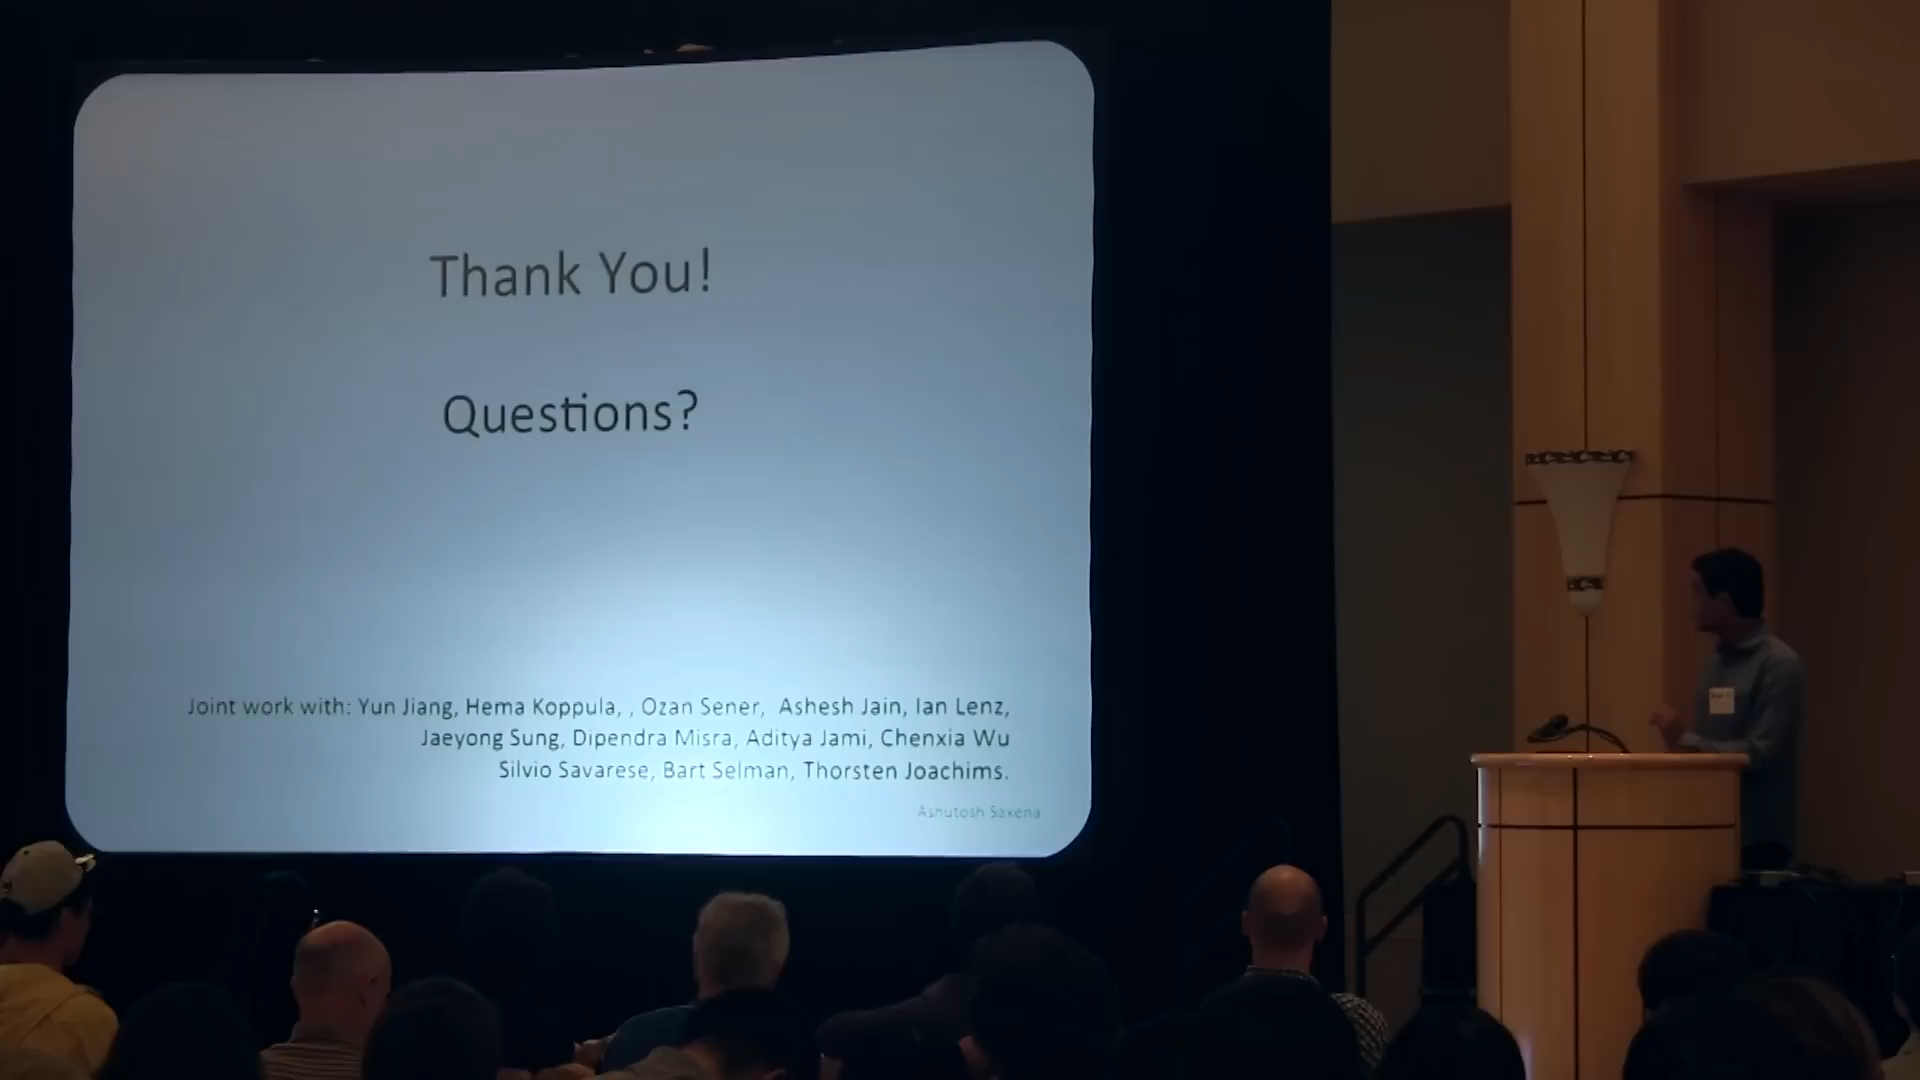 Thank You!
Questions?
Joint work with: Yun Jiang, Hema Koppula, , Ozan Sener, Ashesh Jain, Ian Lenz,
Jaeyong Sung, Dipendra Misra, Aditya Jami, Chenxia Wu
Silvio Savarese, Bart Selman, Thorsten Joachims.
Ashutosh Saxena